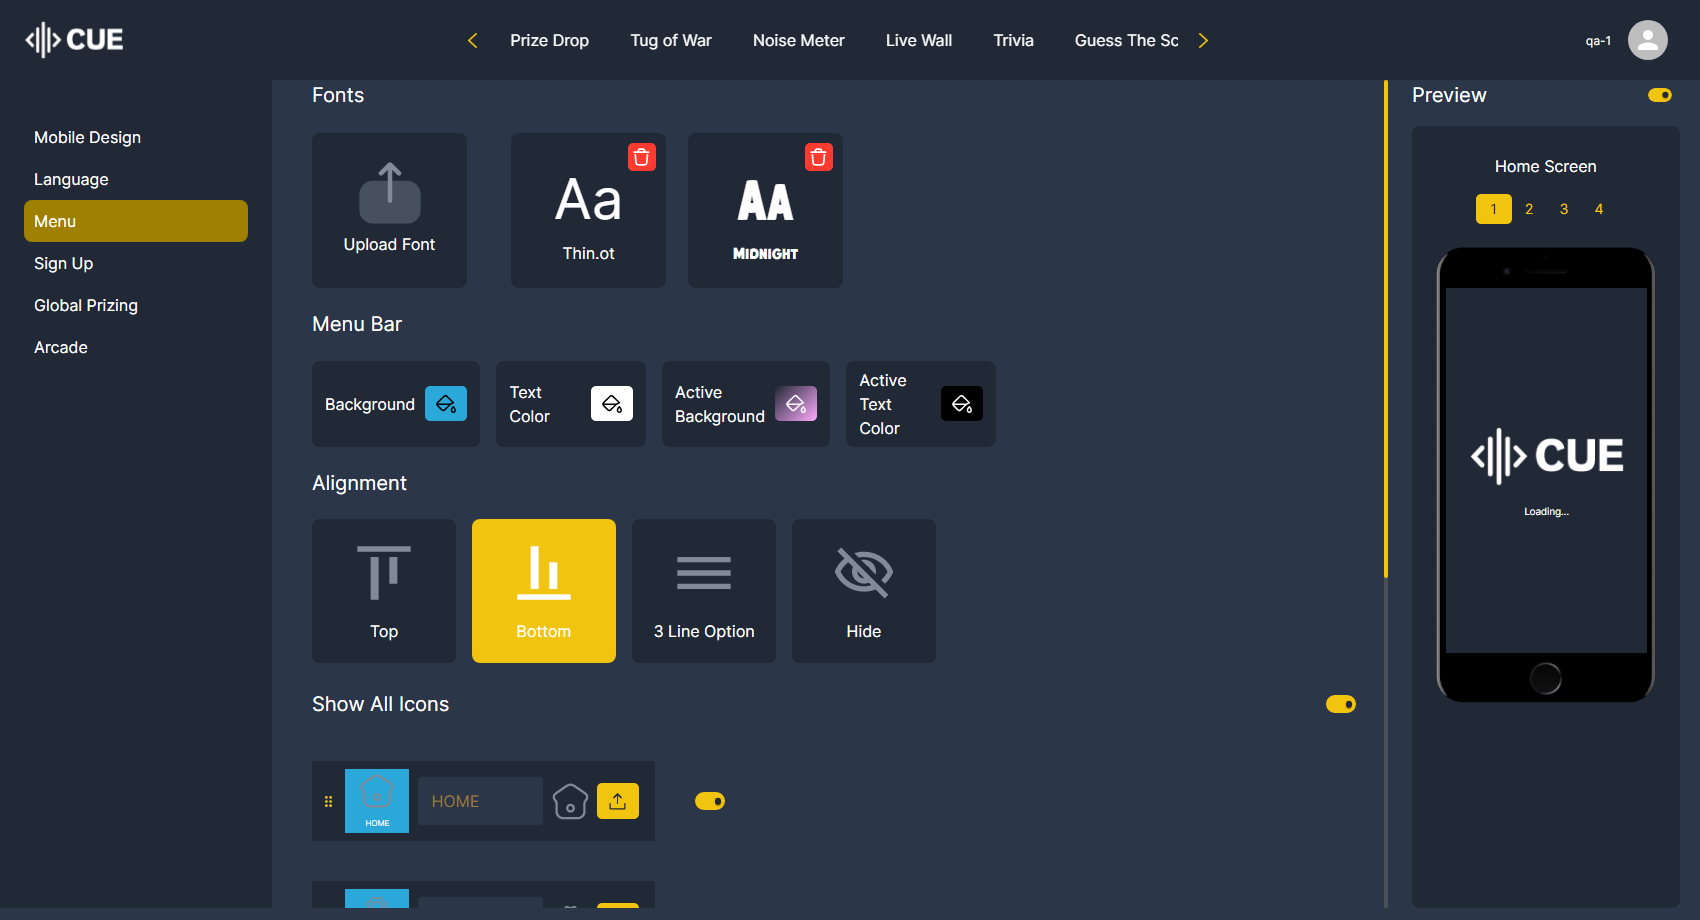 CUE
Prize Drop
Tug of War
Noise Meter
Live Wall
Trivia
Guess The Sc
qa-1
Mobile Design
Language
Menu
Sign Up
Global Prizing
Arcade
Fonts
Upload Font
Aa
Thin.ot
AA
MIDNIGHT
Menu Bar
Background
Text
Color
Active
Background
Active
Text
Color
Alignment
Top
Bottom
3 Line Option
Hide
Show All Icons
HOME
HOME
Preview
Home Screen
1 2 3 4
CUE
Loading...